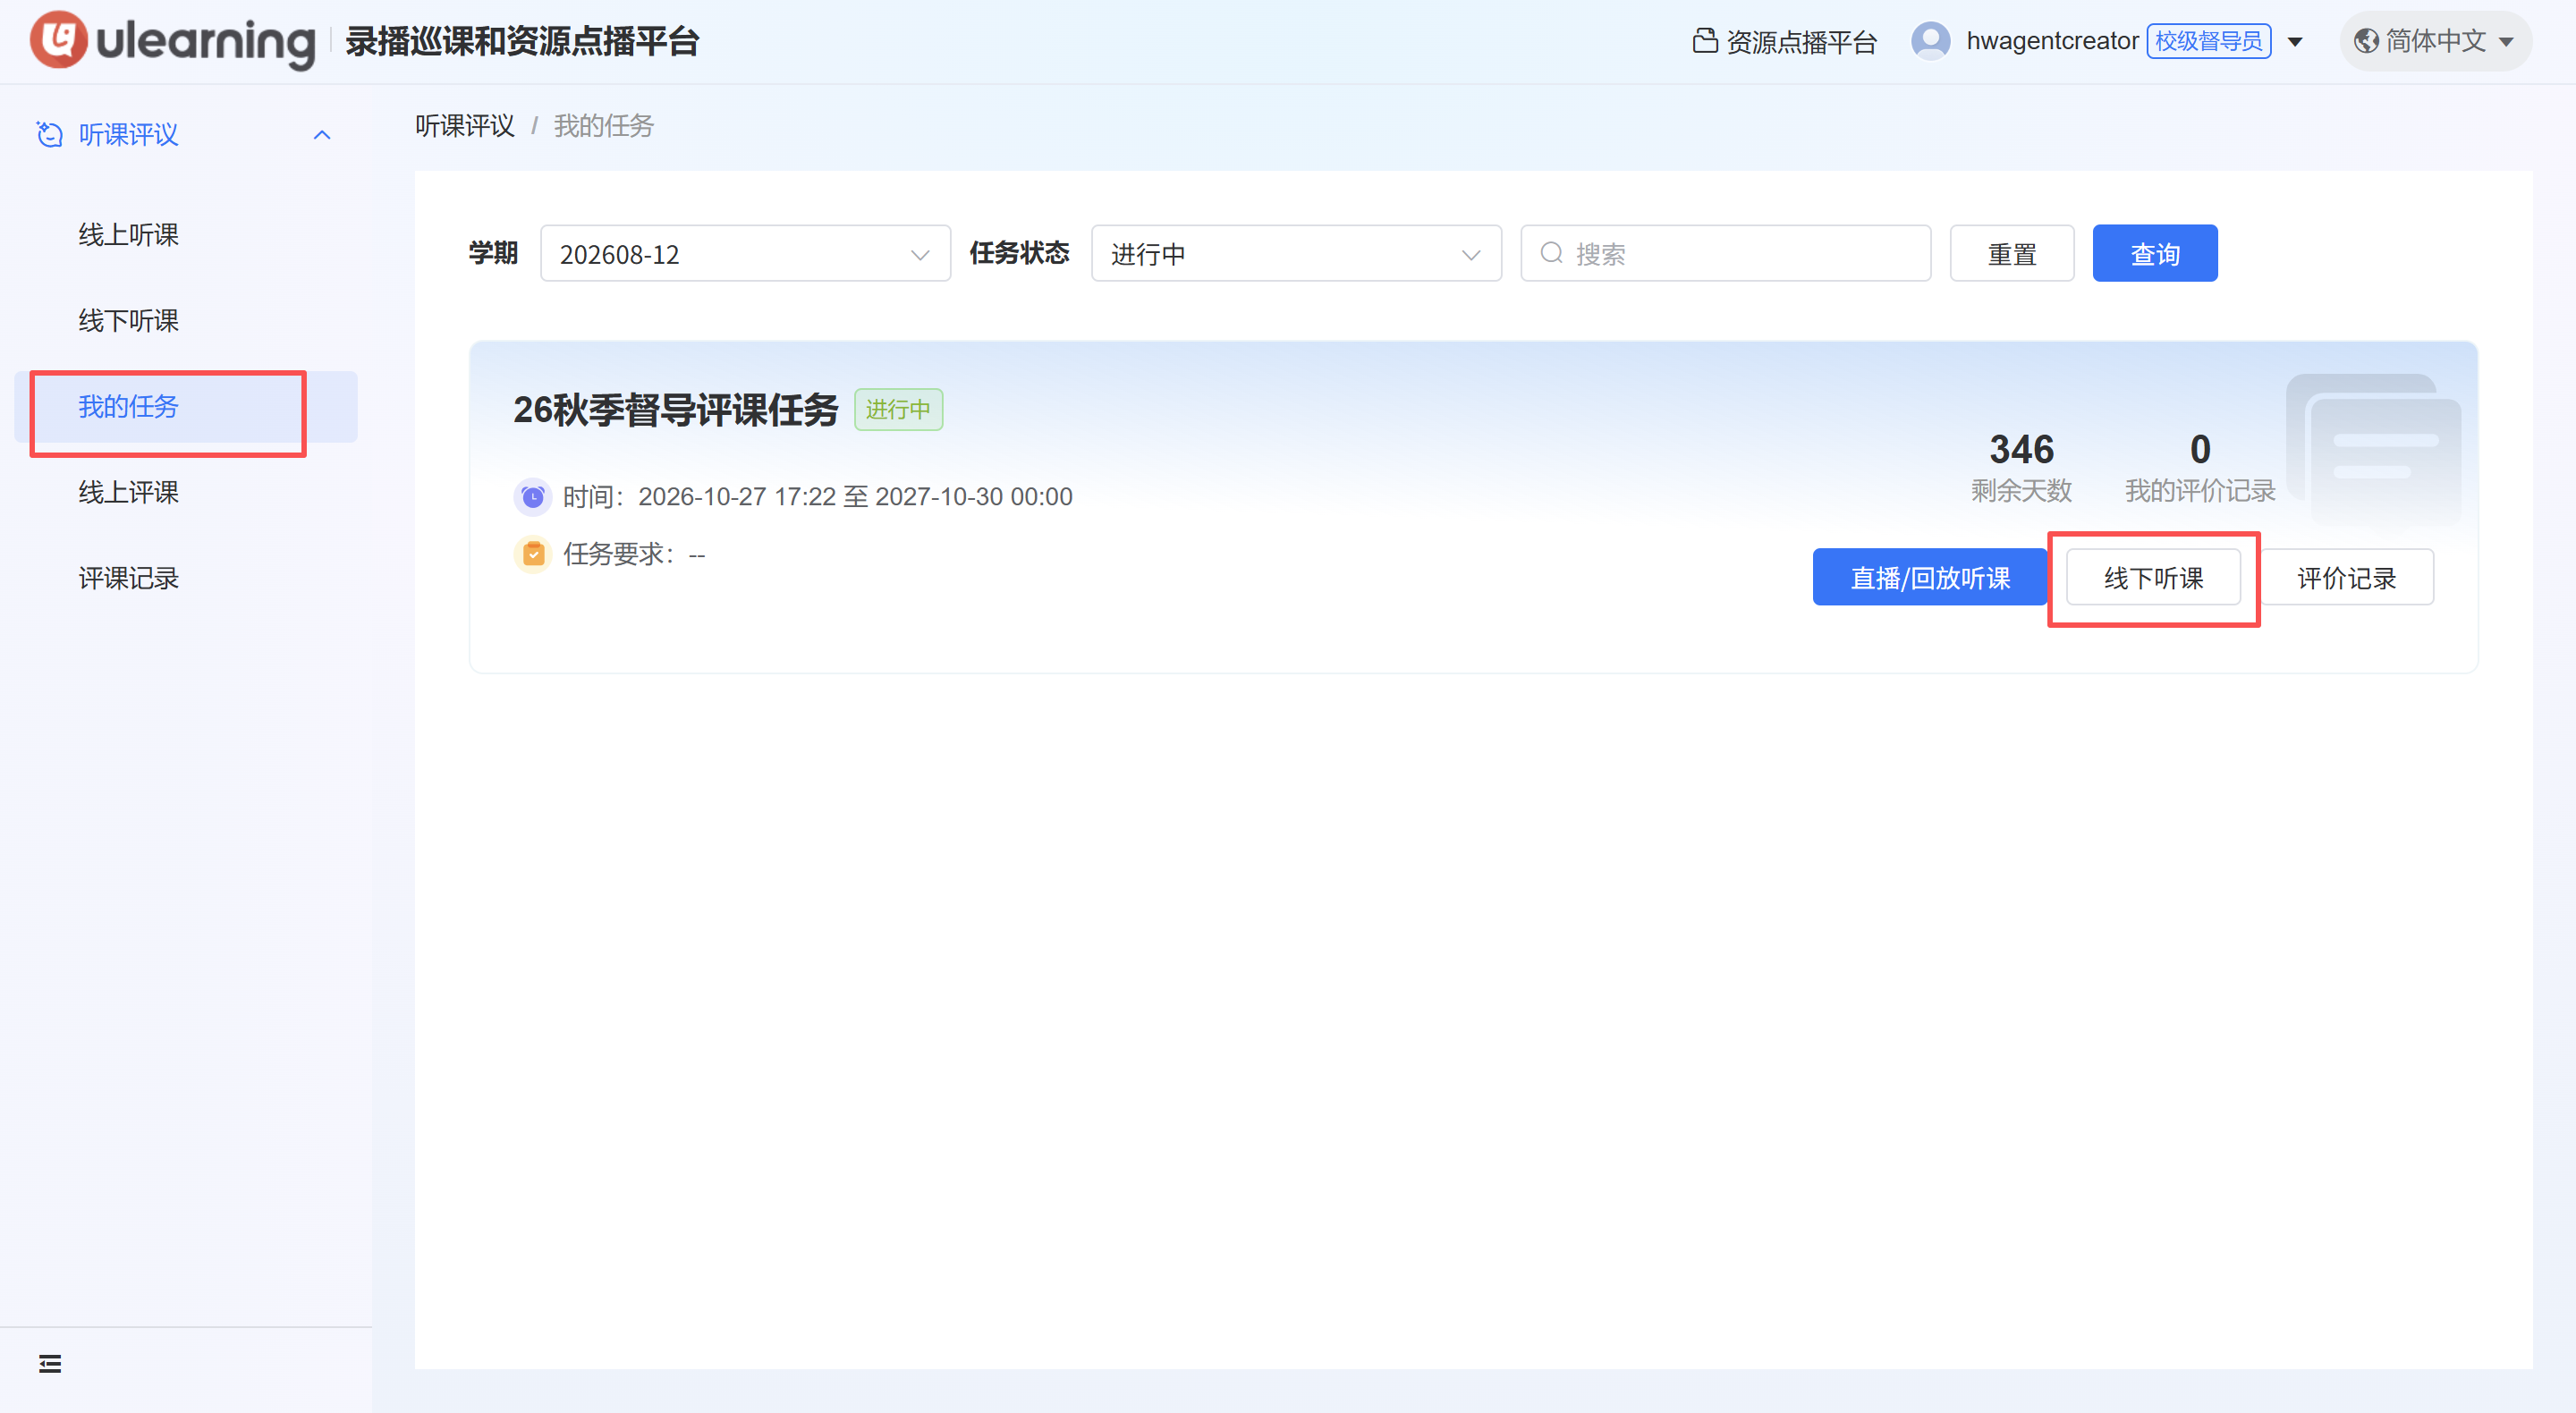 ulearning 录播巡课和资源点播平台 资源点播平台 hwagentcreator 校级督导员 简体中文
听课评议
线上听课
线下听课
我的任务
线上评课
评课记录
听课评议 / 我的任务
学期 202608-12 任务状态 进行中 搜索 重置 查询
26秋季督导评课任务 进行中
时间：2026-10-27 17:22 至 2027-10-30 00:00
任务要求：--
346 0
剩余天数 我的评价记录
直播/回放听课 线下听课 评价记录